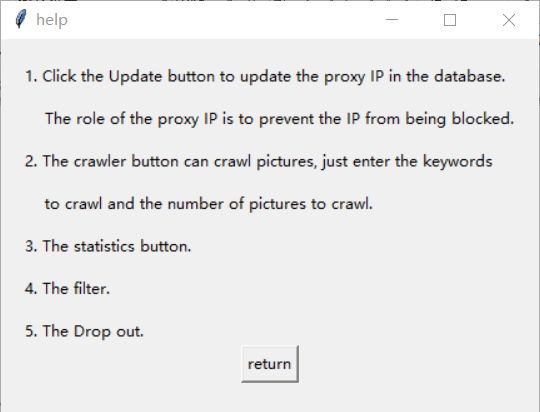 help
1. Click the Update button to update the proxy IP in the database.
The role of the proxy IP is to prevent the IP from being blocked.
2. The crawler button can crawl pictures, just enter the keywords
to crawl and the number of pictures to crawl.
3. The statistics button.
4. The filter.
5. The Drop out.
return